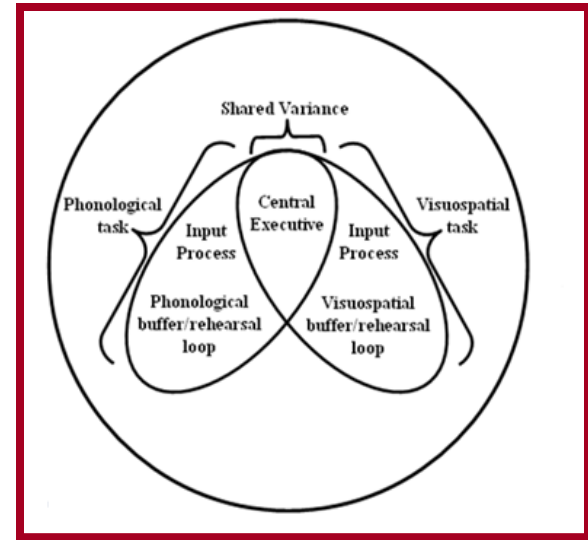 Shared Variance
Phonological
task
Visuospatial
task
Central
Executive
Input
Process
Input
Process
Phonological
buffer/rehearsal
loop
Visuospatial
buffer/rehearsal
loop